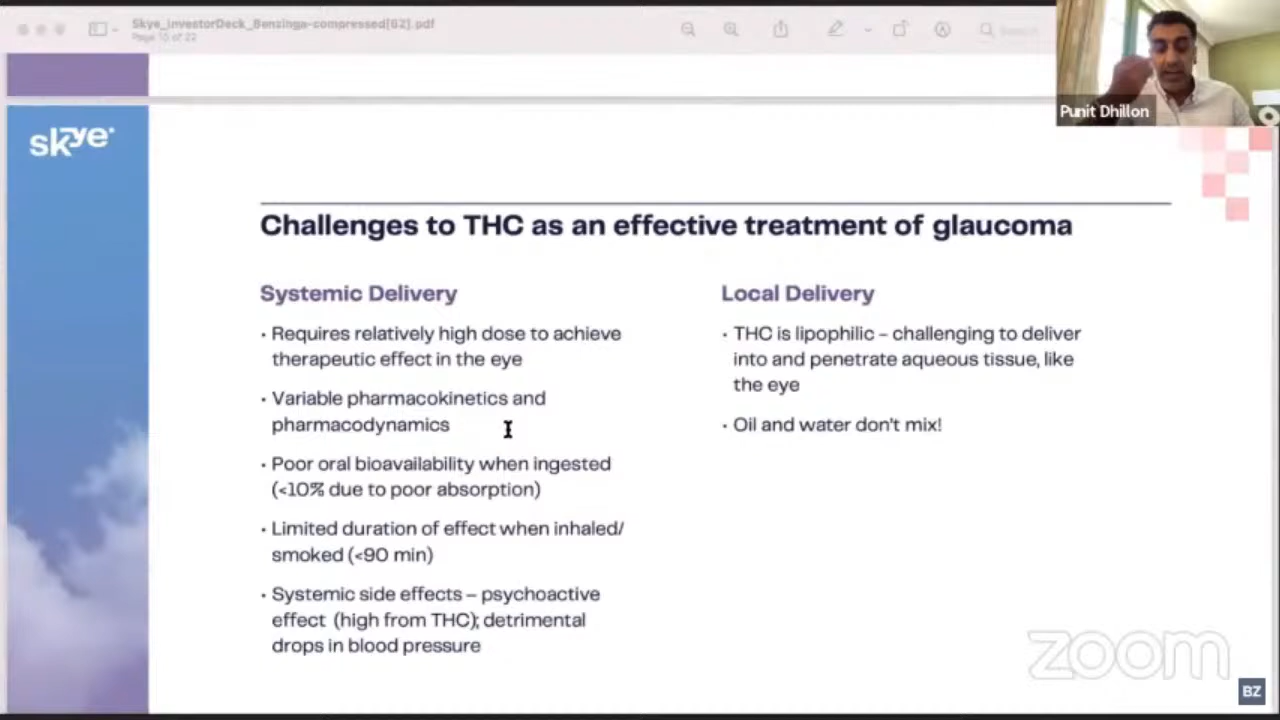 Skye_InvestorDeck_Benzinga-compressed[62].pdf
Page 10 of 22
Search
Punit Dhillon
skye
Challenges to THC as an effective treatment of glaucoma
Systemic Delivery
• Requires relatively high dose to achieve
therapeutic effect in the eye
• Variable pharmacokinetics and
pharmacodynamics
• Poor oral bioavailability when ingested
(<10% due to poor absorption)
• Limited duration of effect when inhaled/
smoked (<90 min)
• Systemic side effects – psychoactive
effect (high from THC); detrimental
drops in blood pressure
Local Delivery
• THC is lipophilic – challenging to deliver
into and penetrate aqueous tissue, like
the eye
• Oil and water don't mix!
zoom
BZ